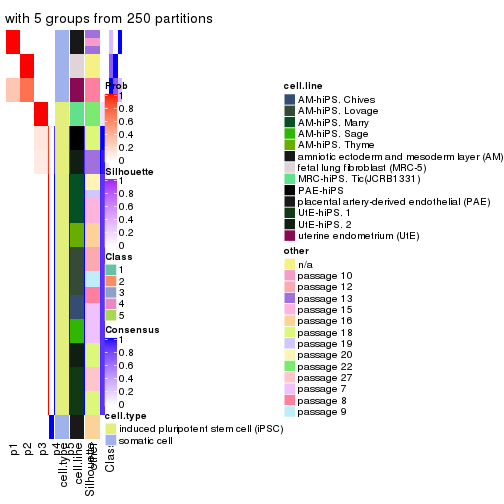 with 5 groups from 250 partitions
Prob
1
0.8
0.6
0.4
0.2
0
Silhouette
1
0.8
0.6
0.4
0.2
0
Class
1
2
3
4
5
Consensus
1
0.8
0.6
0.4
0.2
0
cell.type
induced pluripotent stem cell (iPSC)
somatic cell
cell.line
AM-hiPS. Chives
AM-hiPS. Lovage
AM-hiPS. Marry
AM-hiPS. Sage
AM-hiPS. Thyme
amniotic ectoderm and mesoderm layer (AM)
fetal lung fibroblast (MRC-5)
MRC-hiPS. Tic(JCRB1331)
PAE-hiPS
placental artery-derived endothelial (PAE)
UtE-hiPS. 1
UtE-hiPS. 2
uterine endometrium (UtE)
other
n/a
passage 10
passage 12
passage 13
passage 15
passage 16
passage 18
passage 19
passage 20
passage 22
passage 27
passage 7
passage 8
passage 9
p1
p2
p3
p4
cell.type
p5
cell.line
Silhouette
other
Class